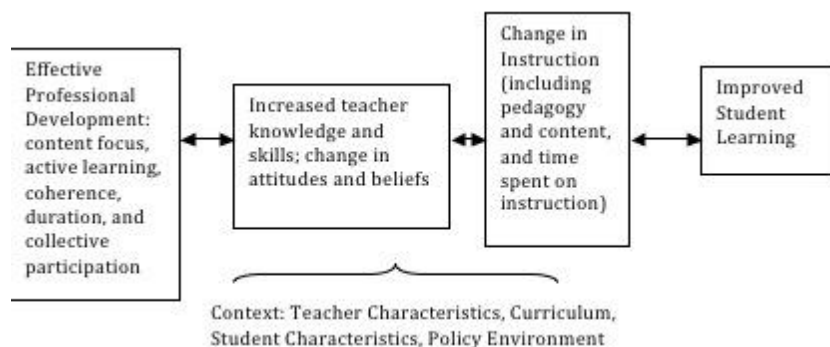 Effective
Professional
Development:
content focus,
active learning,
coherence,
duration, and
collective
participation
Increased teacher
knowledge and
skills; change in
attitudes and beliefs
Change in
Instruction
(including
pedagogy
and content,
and time
spent on
instruction)
Improved
Student
Learning
Context: Teacher Characteristics, Curriculum,
Student Characteristics, Policy Environment